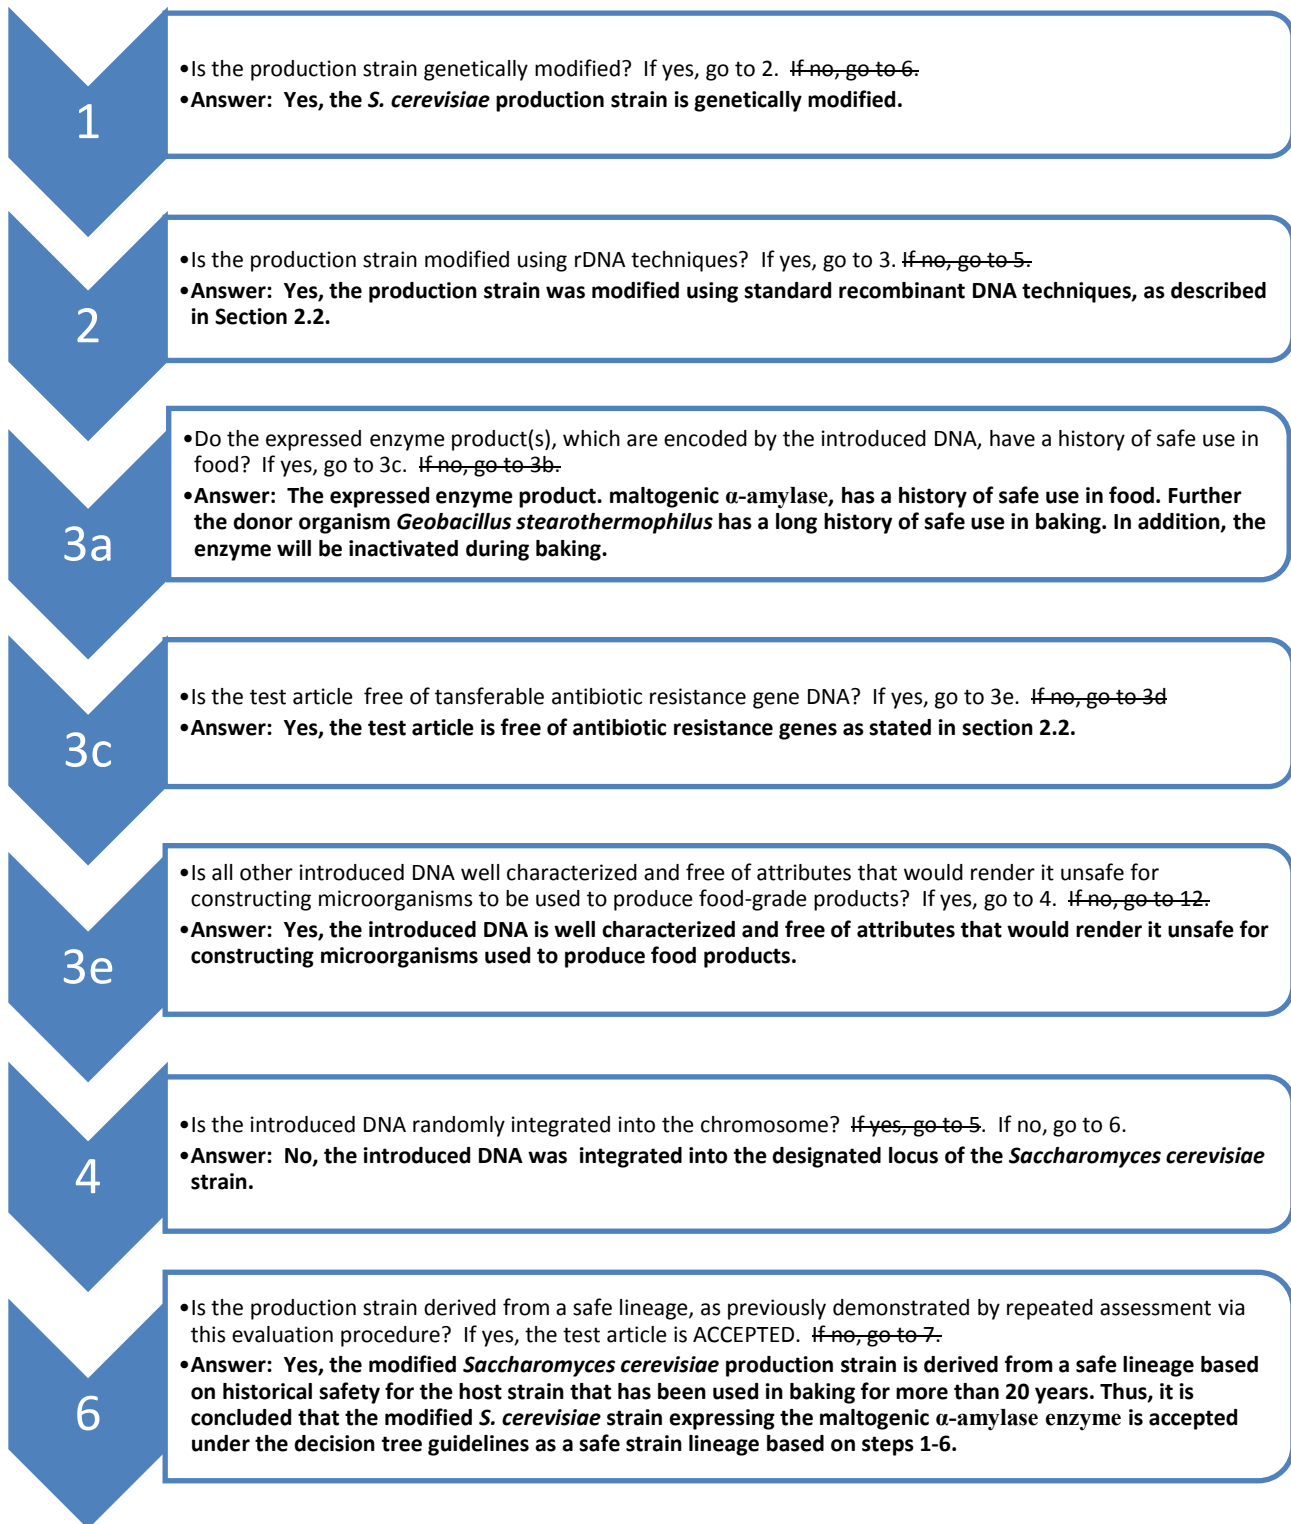 1
•Is the production strain genetically modified? If yes, go to 2. If no, go to 6.
•Answer: Yes, the S. cerevisiae production strain is genetically modified.
2
•Is the production strain modified using rDNA techniques? If yes, go to 3. If no, go to 5.
•Answer: Yes, the production strain was modified using standard recombinant DNA techniques, as described
in Section 2.2.
3a
•Do the expressed enzyme product(s), which are encoded by the introduced DNA, have a history of safe use in
food? If yes, go to 3c. If no, go to 3b.
•Answer: The expressed enzyme product. maltogenic α-amylase, has a history of safe use in food. Further
the donor organism Geobacillus stearothermophilus has a long history of safe use in baking. In addition, the
enzyme will be inactivated during baking.
3c
•Is the test article free of tansferable antibiotic resistance gene DNA? If yes, go to 3e. If no, go to 3d
•Answer: Yes, the test article is free of antibiotic resistance genes as stated in section 2.2.
3e
•Is all other introduced DNA well characterized and free of attributes that would render it unsafe for
constructing microorganisms to be used to produce food-grade products? If yes, go to 4. If no, go to 12.
•Answer: Yes, the introduced DNA is well characterized and free of attributes that would render it unsafe for
constructing microorganisms used to produce food products.
4
•Is the introduced DNA randomly integrated into the chromosome? If yes, go to 5. If no, go to 6.
•Answer: No, the introduced DNA was integrated into the designated locus of the Saccharomyces cerevisiae
strain.
6
•Is the production strain derived from a safe lineage, as previously demonstrated by repeated assessment via
this evaluation procedure? If yes, the test article is ACCEPTED. If no, go to 7.
•Answer: Yes, the modified Saccharomyces cerevisiae production strain is derived from a safe lineage based
on historical safety for the host strain that has been used in baking for more than 20 years. Thus, it is
concluded that the modified S. cerevisiae strain expressing the maltogenic α-amylase enzyme is accepted
under the decision tree guidelines as a safe strain lineage based on steps 1-6.